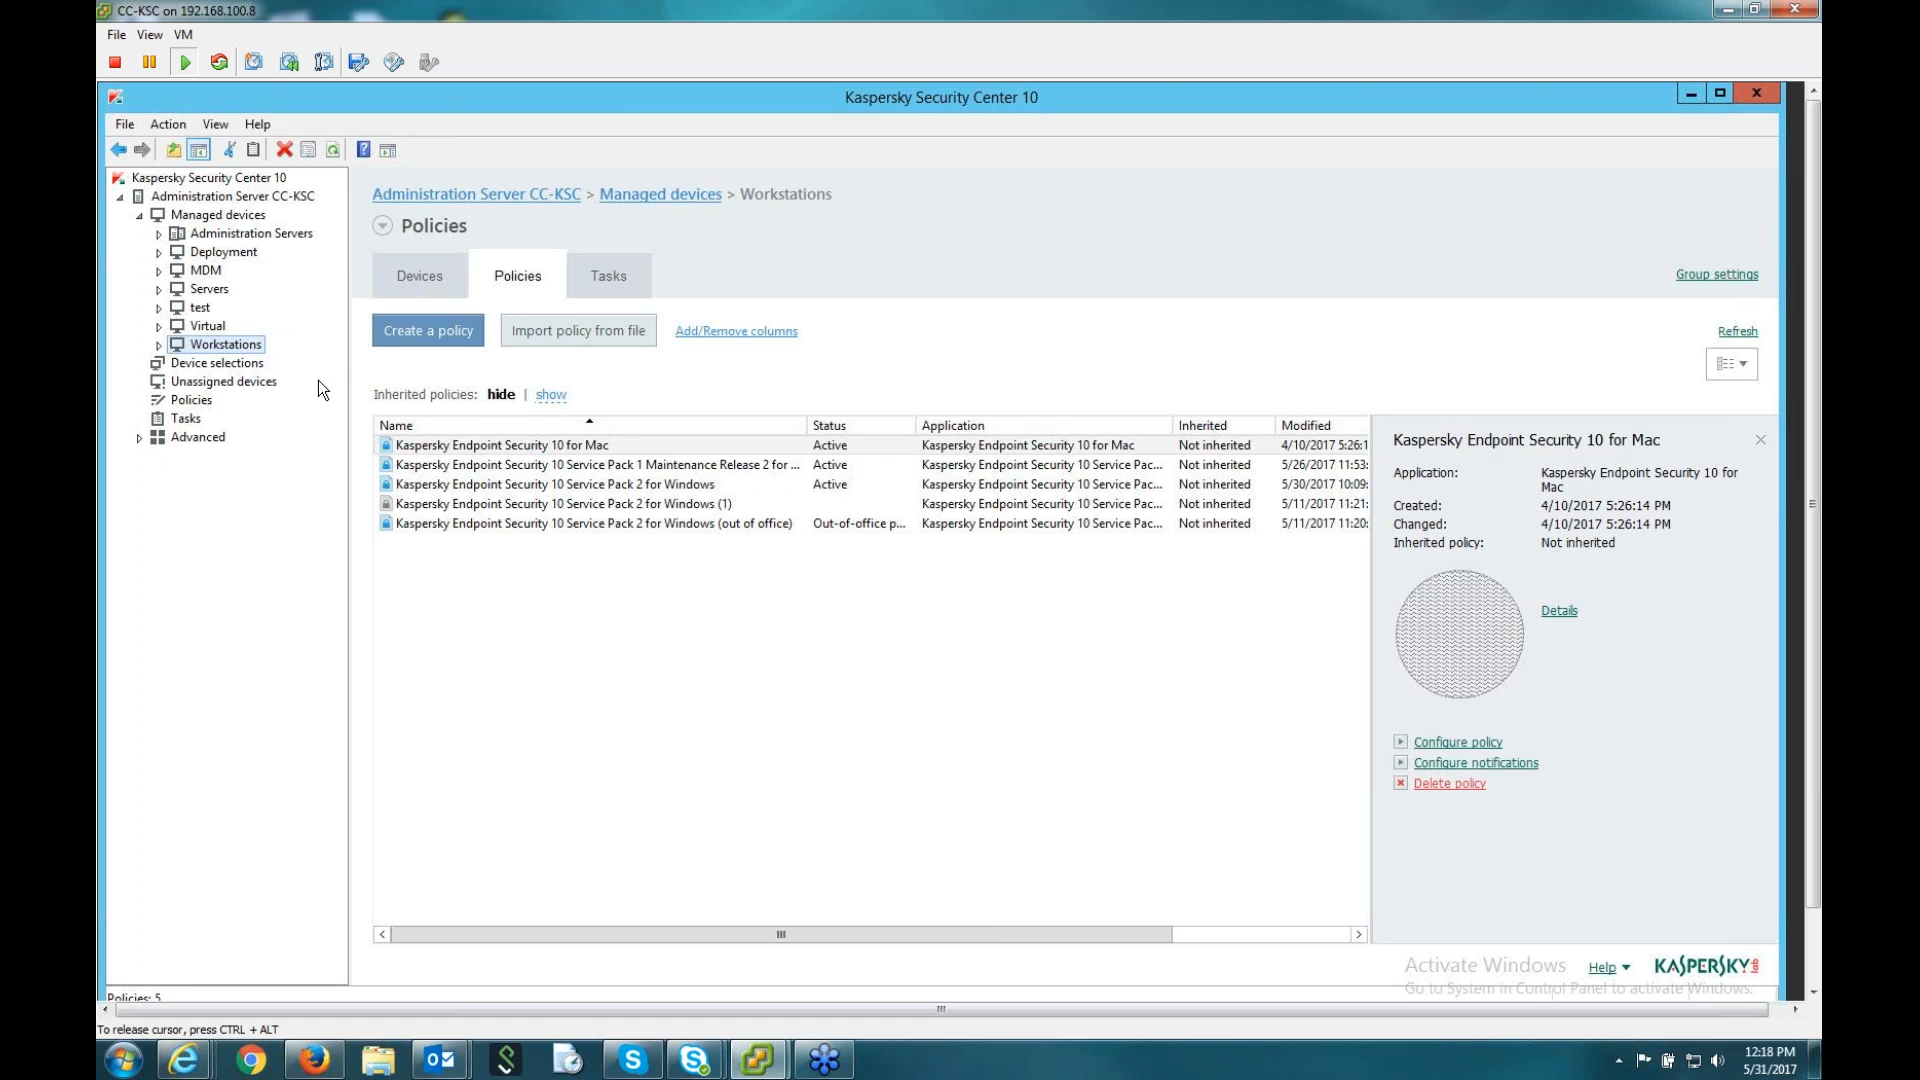 CC-KSC on 192.168.100.8
File View VM
Kaspersky Security Center 10
File Action View Help
Kaspersky Security Center 10
Administration Server CC-KSC
Managed devices
Administration Servers
Deployment
MDM
Servers
test
Virtual
Workstations
Device selections
Unassigned devices
Policies
Tasks
Advanced
Administration Server CC-KSC > Managed devices > Workstations
Policies
Devices Policies Tasks
Group settings
Create a policy Import policy from file Add/Remove columns
Refresh
Inherited policies: hide | show
Name Status Application Inherited Modified
Kaspersky Endpoint Security 10 for Mac Active Kaspersky Endpoint Security 10 for Mac Not inherited 4/10/2017 5:26:1
Kaspersky Endpoint Security 10 Service Pack 1 Maintenance Release 2 for ... Active Kaspersky Endpoint Security 10 Service Pac... Not inherited 5/26/2017 11:53:
Kaspersky Endpoint Security 10 Service Pack 2 for Windows Active Kaspersky Endpoint Security 10 Service Pac... Not inherited 5/30/2017 10:09:
Kaspersky Endpoint Security 10 Service Pack 2 for Windows (1) Kaspersky Endpoint Security 10 Service Pac... Not inherited 5/11/2017 11:21:
Kaspersky Endpoint Security 10 Service Pack 2 for Windows (out of office) Out-of-office p... Kaspersky Endpoint Security 10 Service Pac... Not inherited 5/11/2017 11:20:
Kaspersky Endpoint Security 10 for Mac
Application: Kaspersky Endpoint Security 10 for
Mac
Created: 4/10/2017 5:26:14 PM
Changed: 4/10/2017 5:26:14 PM
Inherited policy: Not inherited
Details
Configure policy
Configure notifications
Delete policy
Activate Windows
Go to System in Control Panel to activate Windows.
Help
KASPERSKY lab
Policies: 5
To release cursor, press CTRL + ALT
12:18 PM
5/31/2017